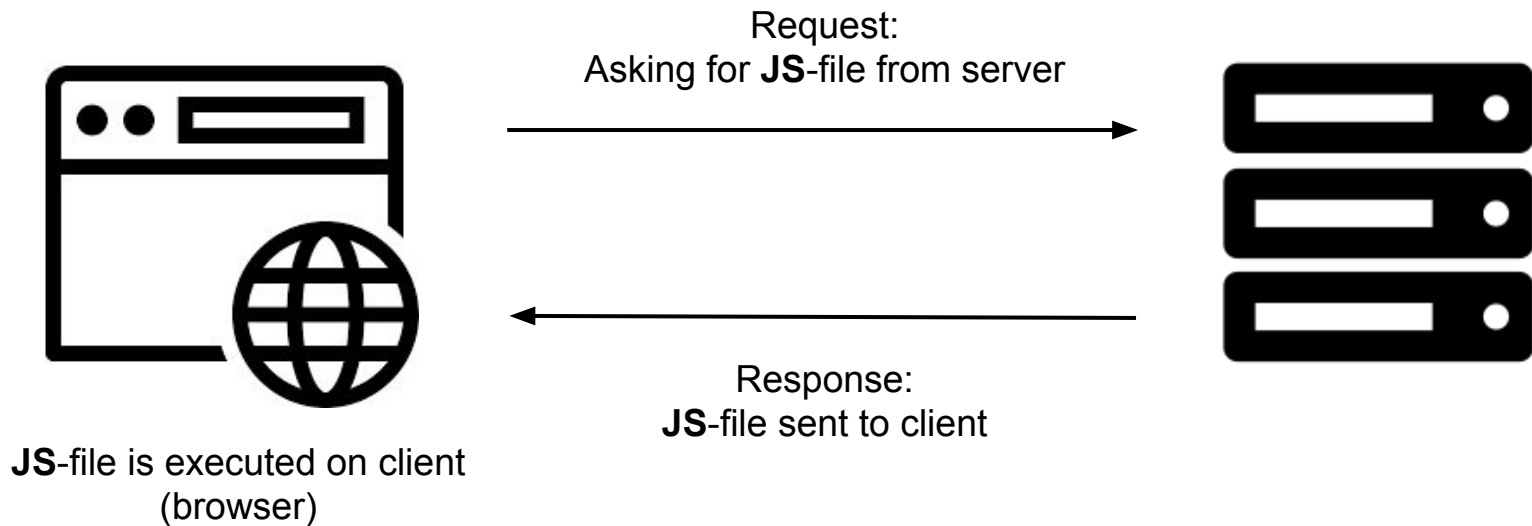 Request:
Asking for JS-file from server
Response:
JS-file sent to client
JS-file is executed on client
(browser)